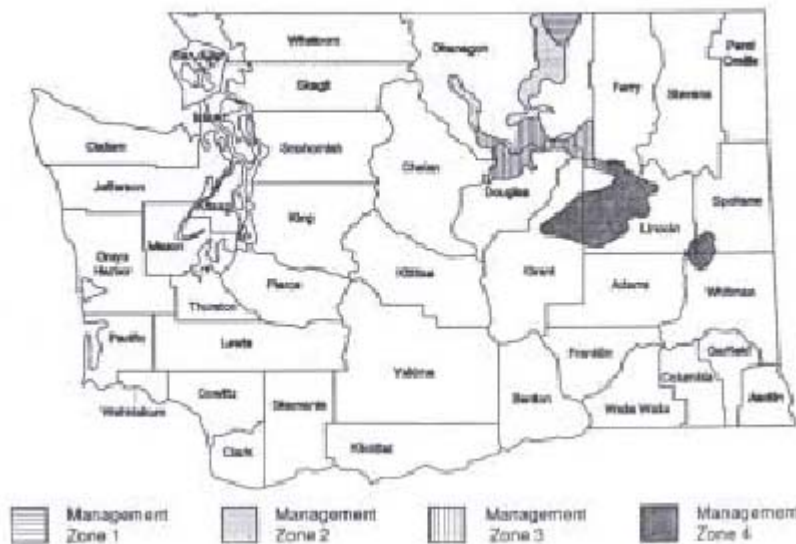 Whatcom
Okanogan
Pend
Oreille
San Juan
Skagit
Ferry
Stevens
Island
Clallam
Snohomish
Chelan
Jefferson
Douglas
Spokane
King
Lincoln
Mason
Grays
Harbor
Kittitas
Grant
Adams
Pierce
Whitman
Thurston
Pacific
Lewis
Franklin
Garfield
Yakima
Columbia
Cowlitz
Benton
Asotin
Wahkiakum
Skamania
Walla Walla
Clark
Klickitat
Management
Zone 1
Management
Zone 2
Management
Zone 3
Management
Zone 4